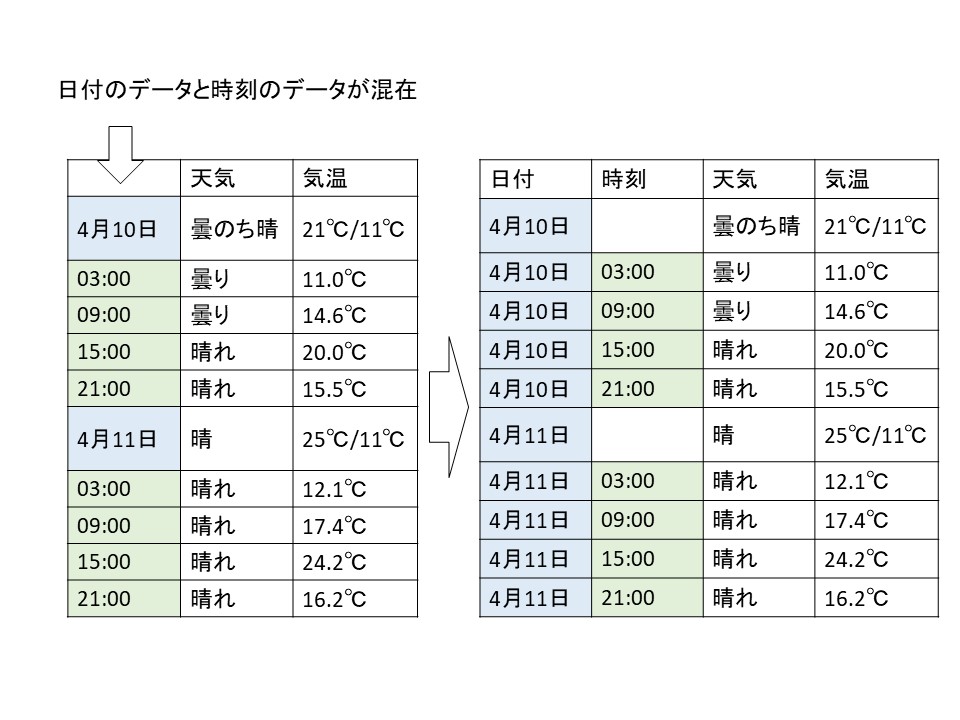 日付のデータと時刻のデータが混在
天気 気温
4月10日 曇のち晴 21℃/11℃
03:00 曇り 11.0℃
09:00 曇り 14.6℃
15:00 晴れ 20.0℃
21:00 晴れ 15.5℃
4月11日 晴 25℃/11℃
03:00 晴れ 12.1℃
09:00 晴れ 17.4℃
15:00 晴れ 24.2℃
21:00 晴れ 16.2℃
日付 時刻 天気 気温
4月10日 曇のち晴 21℃/11℃
4月10日 03:00 曇り 11.0℃
4月10日 09:00 曇り 14.6℃
4月10日 15:00 晴れ 20.0℃
4月10日 21:00 晴れ 15.5℃
4月11日 晴 25℃/11℃
4月11日 03:00 晴れ 12.1℃
4月11日 09:00 晴れ 17.4℃
4月11日 15:00 晴れ 24.2℃
4月11日 21:00 晴れ 16.2℃